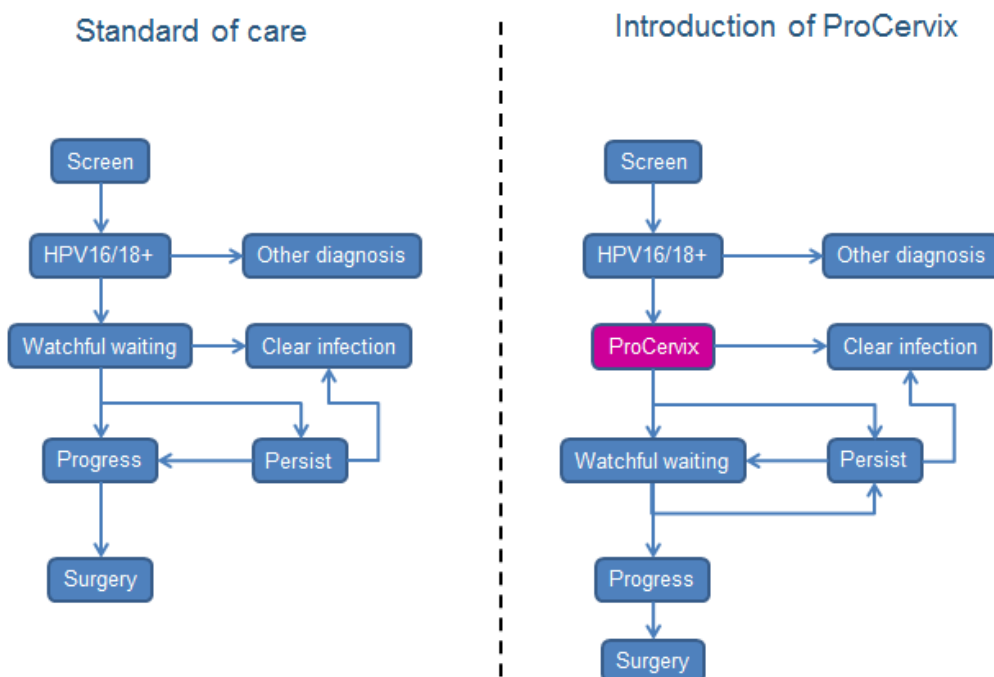 Standard of care
Screen
HPV16/18+
Other diagnosis
Watchful waiting
Clear infection
Progress
Persist
Surgery
Introduction of ProCervix
Screen
HPV16/18+
Other diagnosis
ProCervix
Clear infection
Watchful waiting
Persist
Progress
Surgery